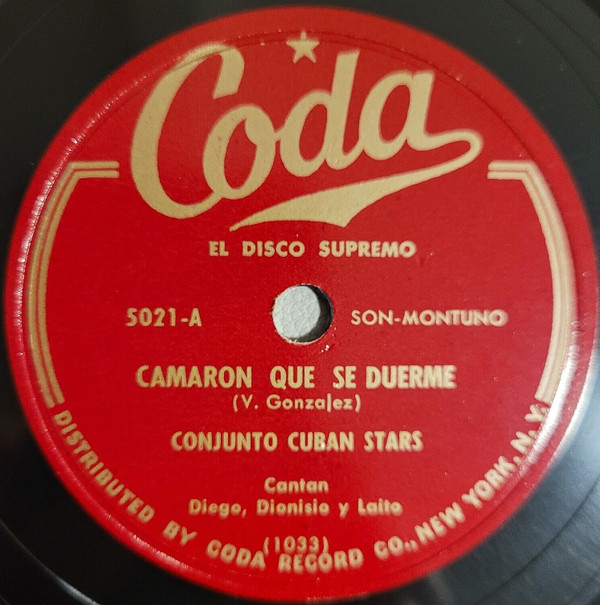 Coda
EL DISCO SUPREMO
5021-A
SON-MONTUNO
CAMARON QUE SE DUERME
(V. Gonzalez)
CONJUNTO CUBAN STARS
Cantan
Diego, Dionisio y Laito
(1033)
DISTRIBUTED BY CODA RECORD CO., NEW YORK, N.Y.